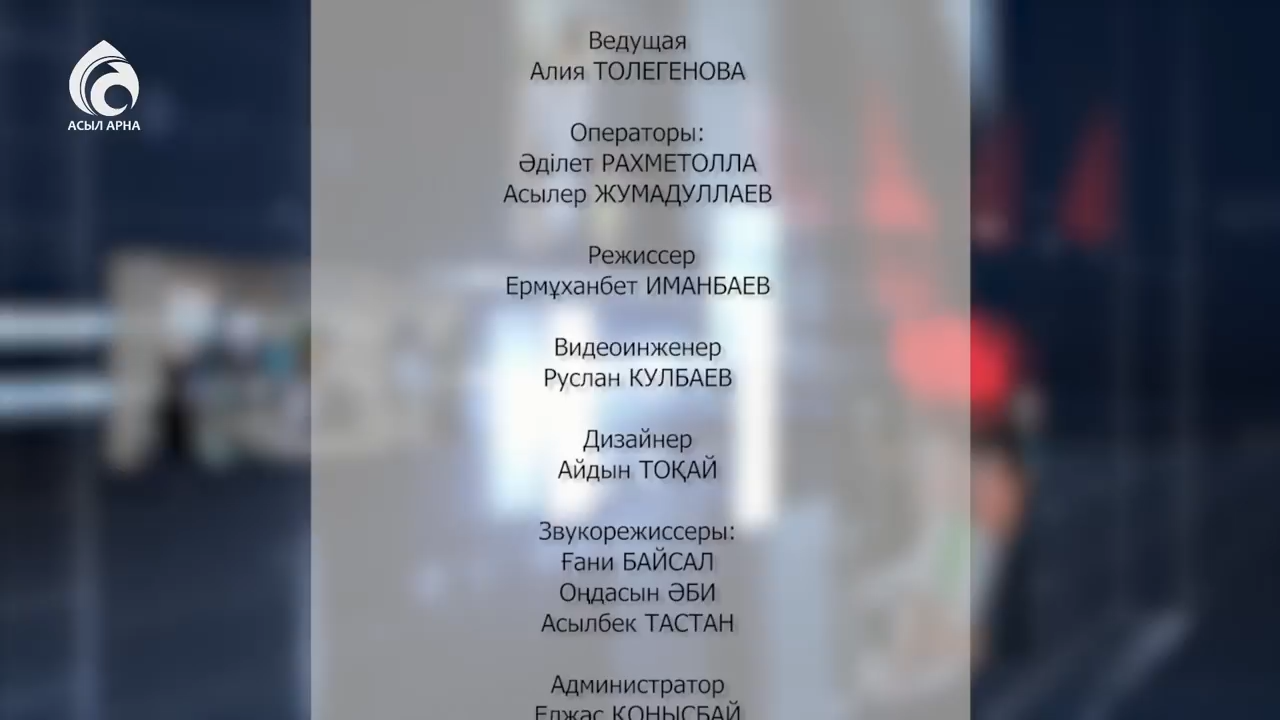 АСЫЛ АРНА
Ведущая
Алия ТОЛЕГЕНОВА
Операторы:
Әділет РАХМЕТОЛЛА
Асылер ЖУМАДУЛЛАЕВ
Режиссер
Ермұханбет ИМАНБАЕВ
Видеоинженер
Руслан КУЛБАЕВ
Дизайнер
Айдын ТОҚАЙ
Звукорежиссеры:
Ғани БАЙСАЛ
Оңдасын ӘБИ
Асылбек ТАСТАН
Администратор